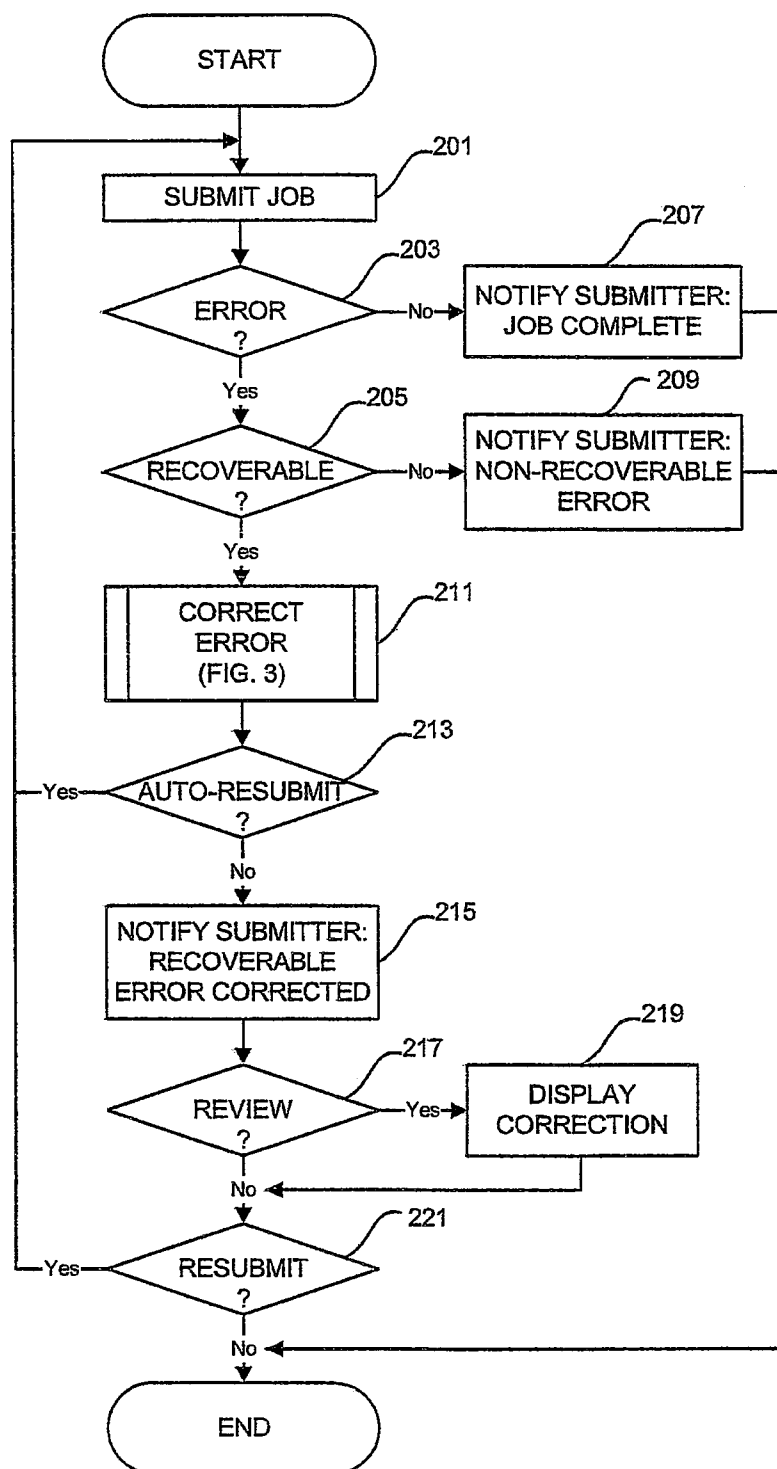 START
201
SUBMIT JOB
207
203
NOTIFY SUBMITTER:
JOB COMPLETE
ERROR
?
No
Yes
205
209
NOTIFY SUBMITTER:
NON-RECOVERABLE
ERROR
RECOVERABLE
?
No
Yes
211
CORRECT
ERROR
(FIG. 3)
213
AUTO-RESUBMIT
?
Yes
No
215
NOTIFY SUBMITTER:
RECOVERABLE
ERROR CORRECTED
217
219
REVIEW
?
Yes
DISPLAY
CORRECTION
No
221
RESUBMIT
?
Yes
No
END